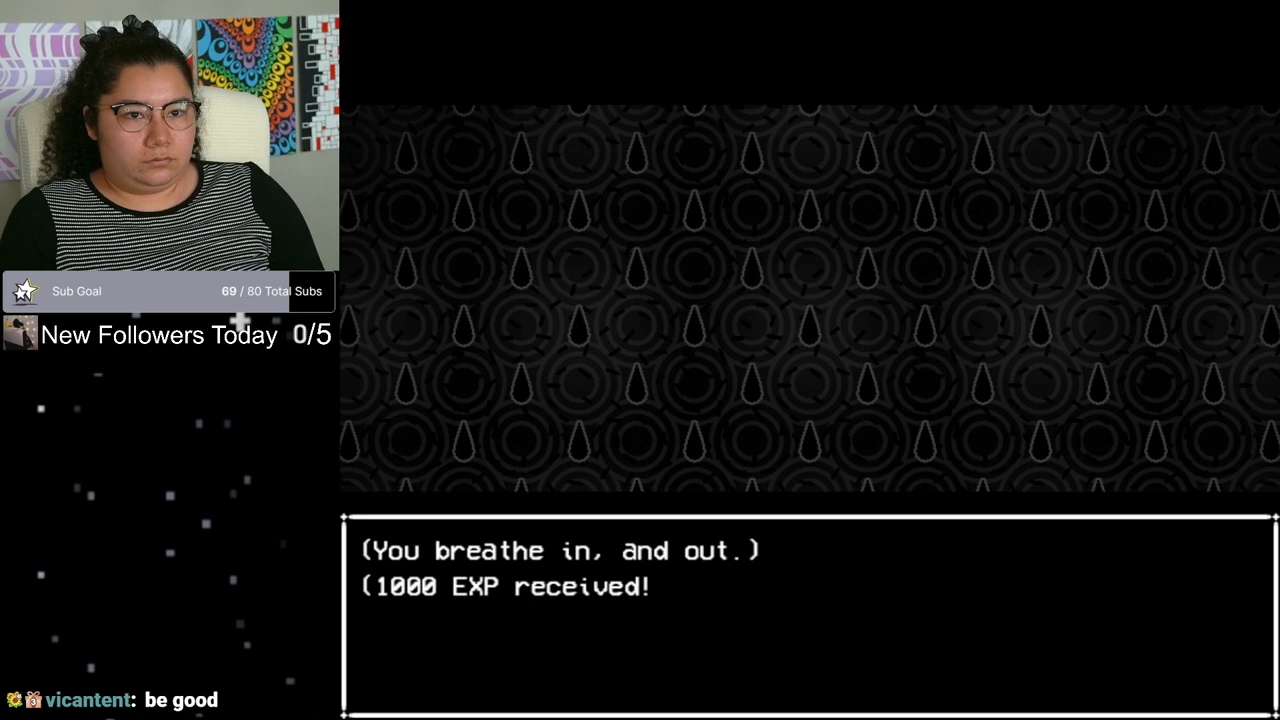 Sub Goal 69 / 80 Total Subs
New Followers Today 0/5
(You breathe in, and out.)
(1000 EXP received!
vicantent: be good